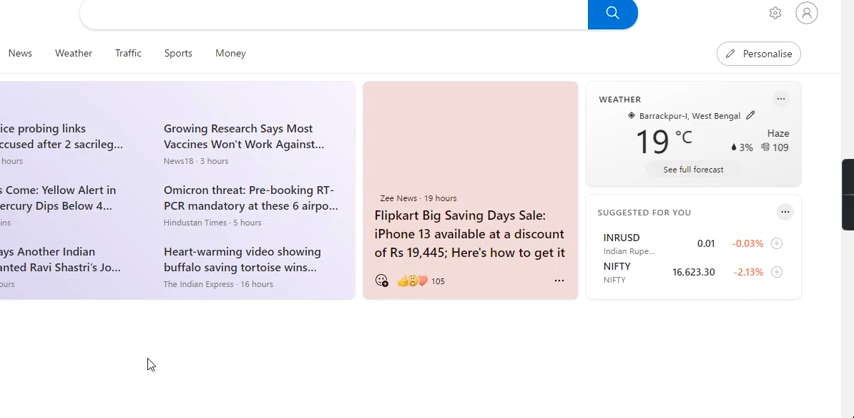 News Weather Traffic Sports Money Personalise
ice probing links
ccused after 2 sacrileg...
hours
s Come: Yellow Alert in
ercury Dips Below 4...
ins
ays Another Indian
anted Ravi Shastri's Jo...
ours
Growing Research Says Most
Vaccines Won't Work Against...
News18 · 3 hours
Omicron threat: Pre-booking RT-
PCR mandatory at these 6 airpo...
Hindustan Times · 5 hours
Heart-warming video showing
buffalo saving tortoise wins...
The Indian Express · 16 hours
Zee News · 19 hours
Flipkart Big Saving Days Sale:
iPhone 13 available at a discount
of Rs 19,445; Here's how to get it
105
WEATHER
Barrackpur-I, West Bengal
19 °C
Haze
3% 109
See full forecast
SUGGESTED FOR YOU
INRUSD 0.01 -0.03%
Indian Rupe...
NIFTY 16,623.30 -2.13%
NIFTY